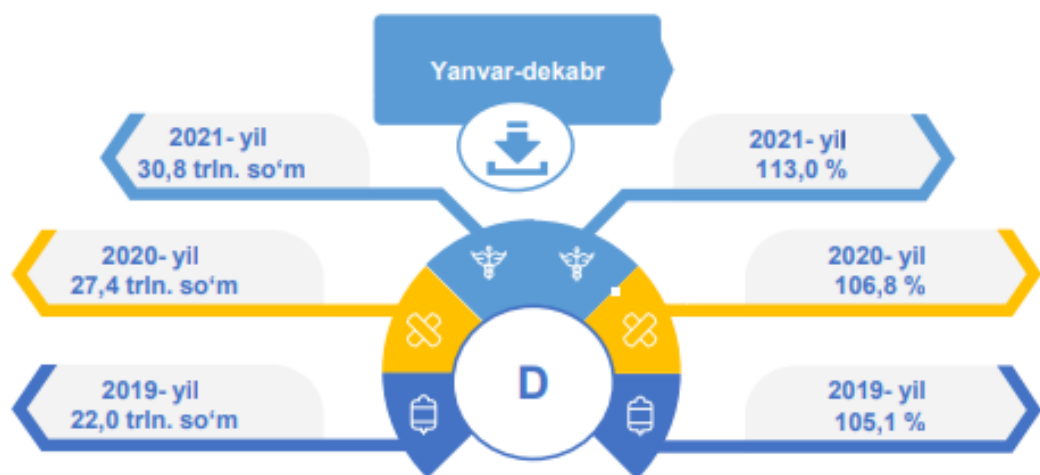 Yanvar-dekabr
2021- yil
30,8 trln. so‘m
2021- yil
113,0 %
2020- yil
27,4 trln. so‘m
2020- yil
106,8 %
D
2019- yil
22,0 trln. so‘m
2019- yil
105,1 %